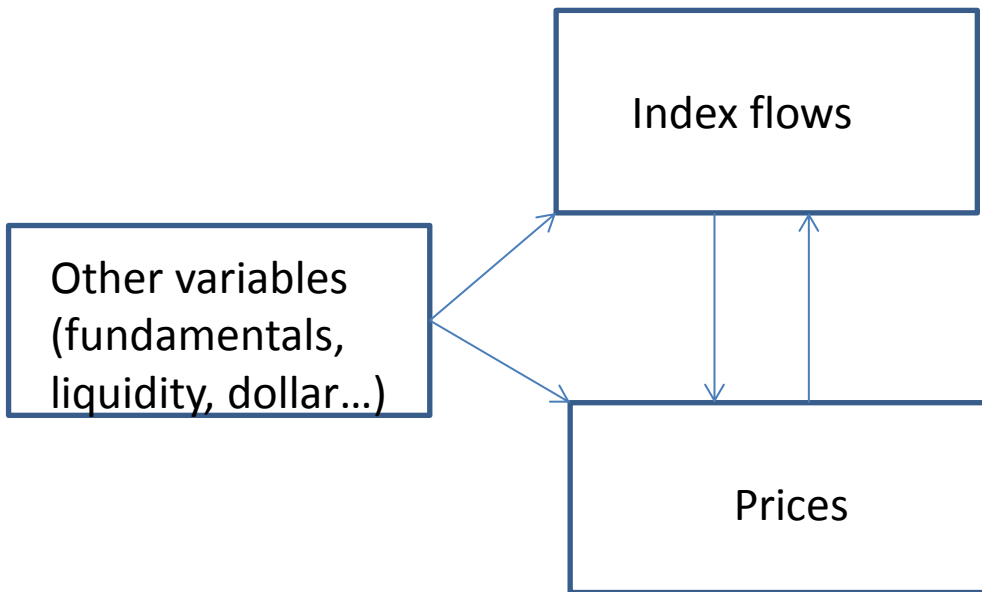 Index flows
Other variables
(fundamentals,
liquidity, dollar…)
Prices